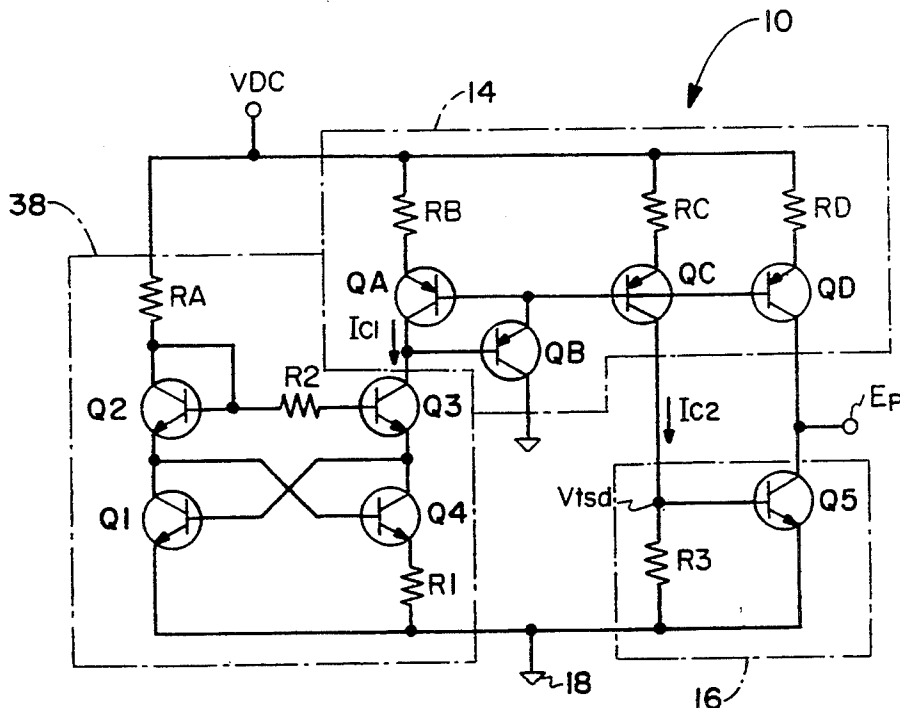 10
VDC
14
38
RB
RC
RD
RA
QA
QC
QD
IC1
QB
R2
Q2
Q3
IC2
EP
Q1
Q4
Vtsd
Q5
R1
R3
18
16